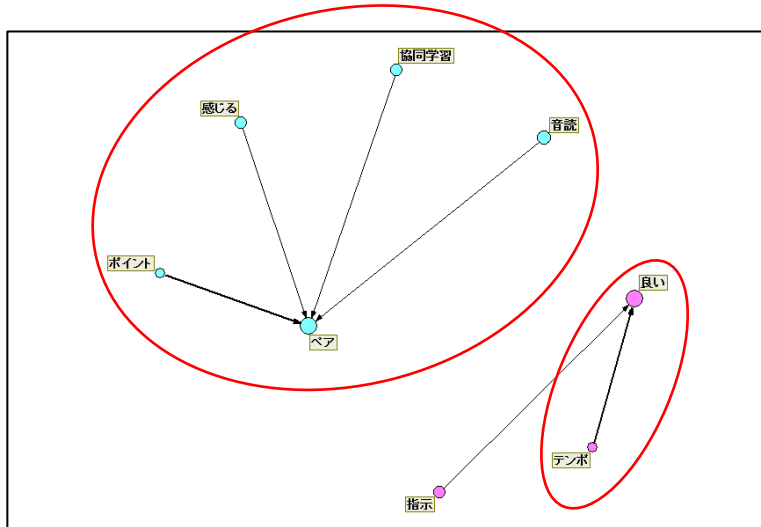 協同学習
感じる
音読
ポイント
良い
ペア
テンポ
指示